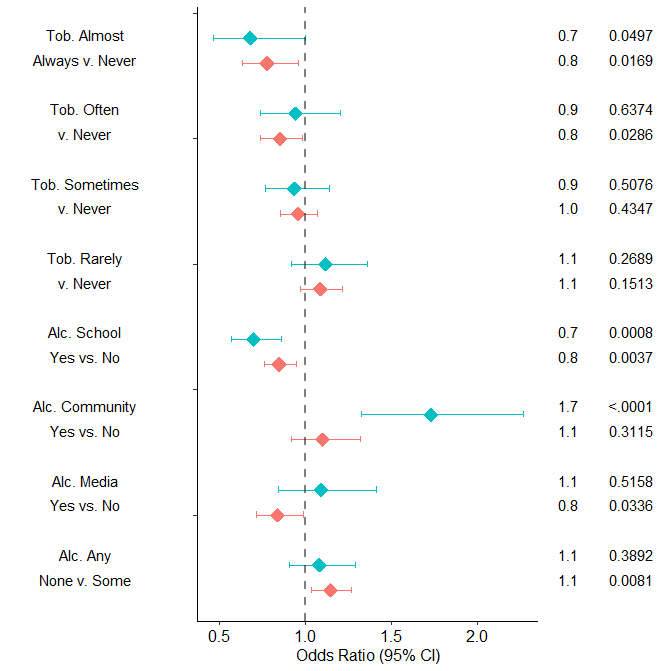 Tob. Almost 0.7 0.0497
Always v. Never 0.8 0.0169
Tob. Often 0.9 0.6374
v. Never 0.8 0.0286
Tob. Sometimes 0.9 0.5076
v. Never 1.0 0.4347
Tob. Rarely 1.1 0.2689
v. Never 1.1 0.1513
Alc. School 0.7 0.0008
Yes vs. No 0.8 0.0037
Alc. Community 1.7 <.0001
Yes vs. No 1.1 0.3115
Alc. Media 1.1 0.5158
Yes vs. No 0.8 0.0336
Alc. Any 1.1 0.3892
None v. Some 1.1 0.0081
0.5 1.0 1.5 2.0
Odds Ratio (95% CI)